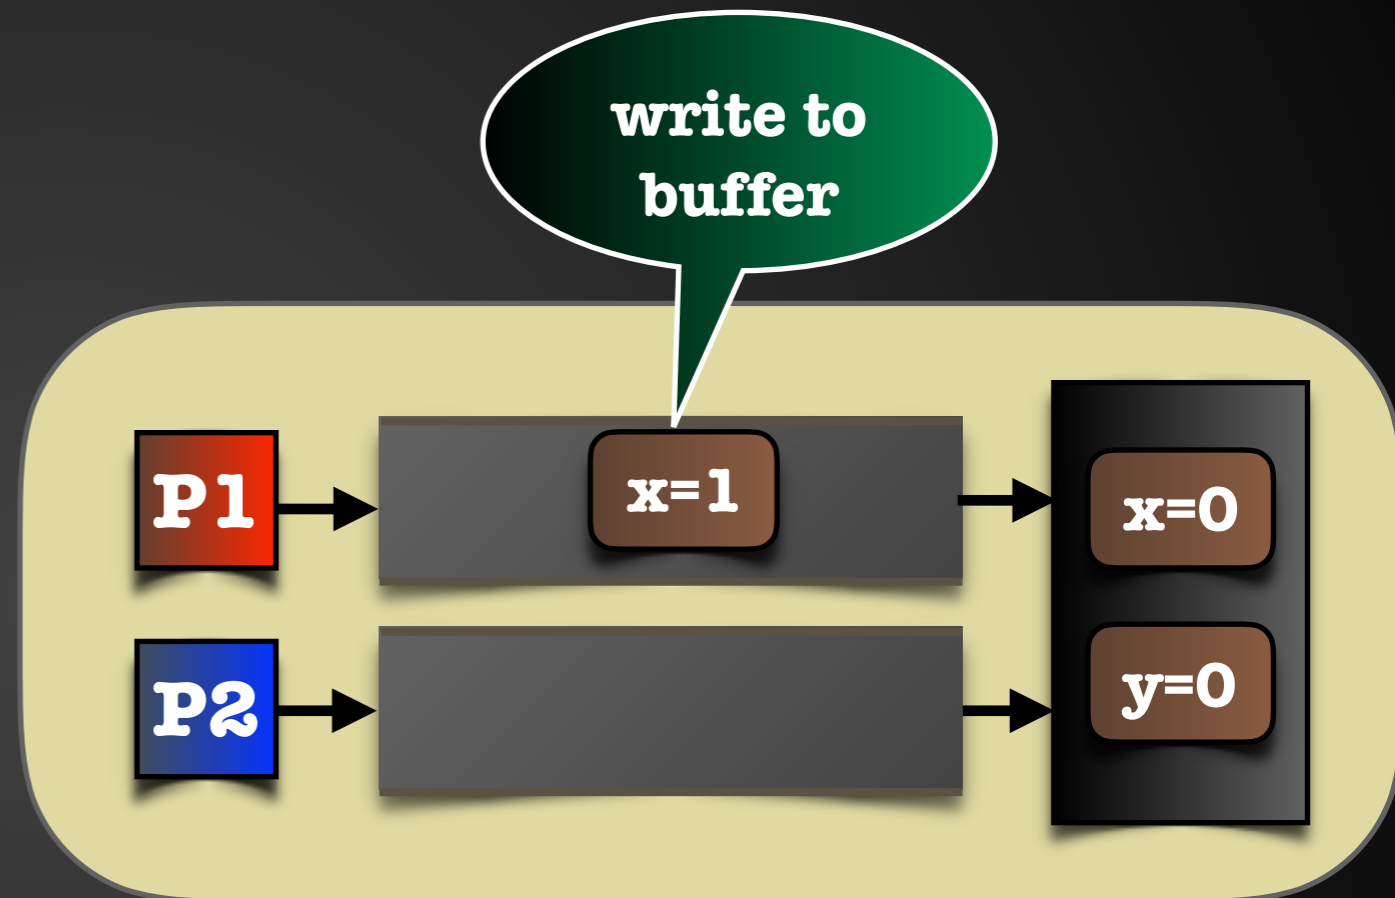 write to
buffer
P1
x=1
x=0
P2
y=0